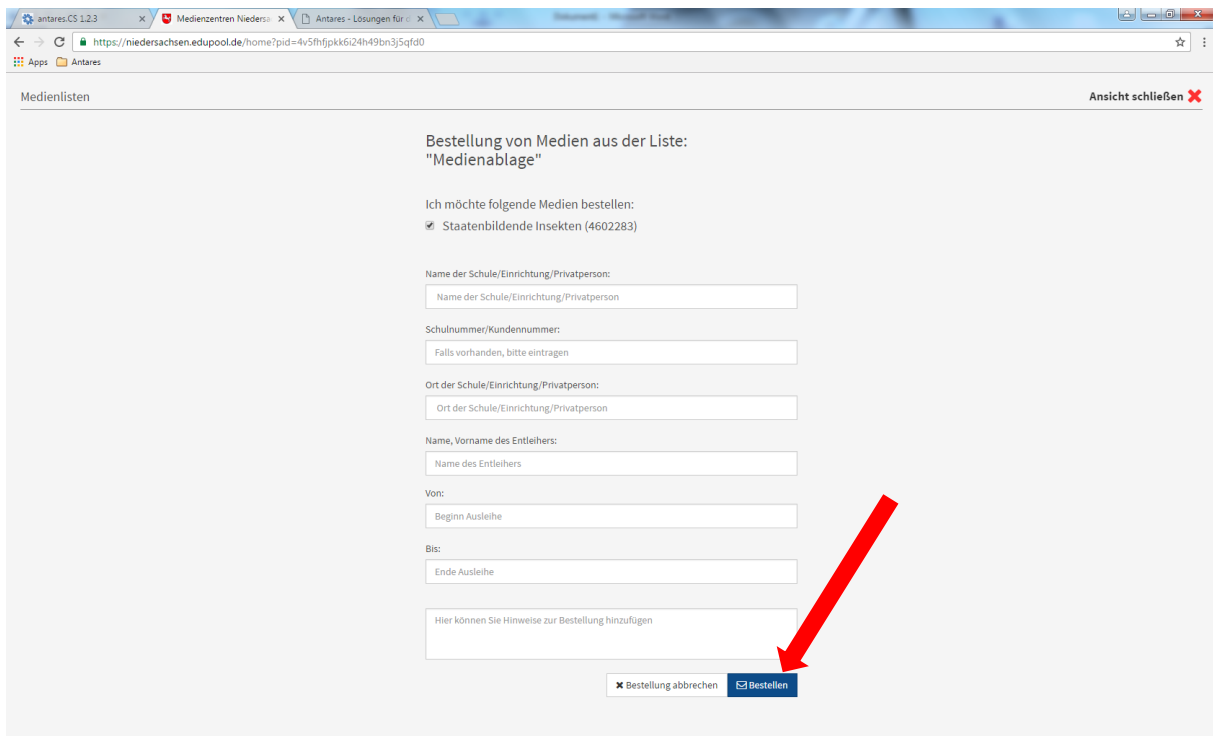 antares.CS 1.2.3
Medienzentren Niedersa
Antares - Lösungen für
https://niedersachsen.edupool.de/home?pid=4v5fhfjpkk6i24h49bn3j5qfd0
Apps
Antares
Medienlisten
Ansicht schließen
Bestellung von Medien aus der Liste:
"Medienablage"
Ich möchte folgende Medien bestellen:
Staatenbildende Insekten (4602283)
Name der Schule/Einrichtung/Privatperson:
Name der Schule/Einrichtung/Privatperson
Schulnummer/Kundennummer:
Falls vorhanden, bitte eintragen
Ort der Schule/Einrichtung/Privatperson:
Ort der Schule/Einrichtung/Privatperson
Name, Vorname des Entleihers:
Name des Entleihers
Von:
Beginn Ausleihe
Bis:
Ende Ausleihe
Hier können Sie Hinweise zur Bestellung hinzufügen
Bestellung abbrechen
Bestellen